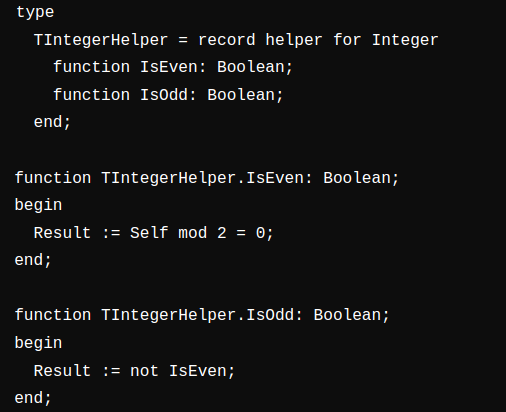 type
  TIntegerHelper = record helper for Integer
    function IsEven: Boolean;
    function IsOdd: Boolean;
  end;

function TIntegerHelper.IsEven: Boolean;
begin
  Result := Self mod 2 = 0;
end;

function TIntegerHelper.IsOdd: Boolean;
begin
  Result := not IsEven;
end;